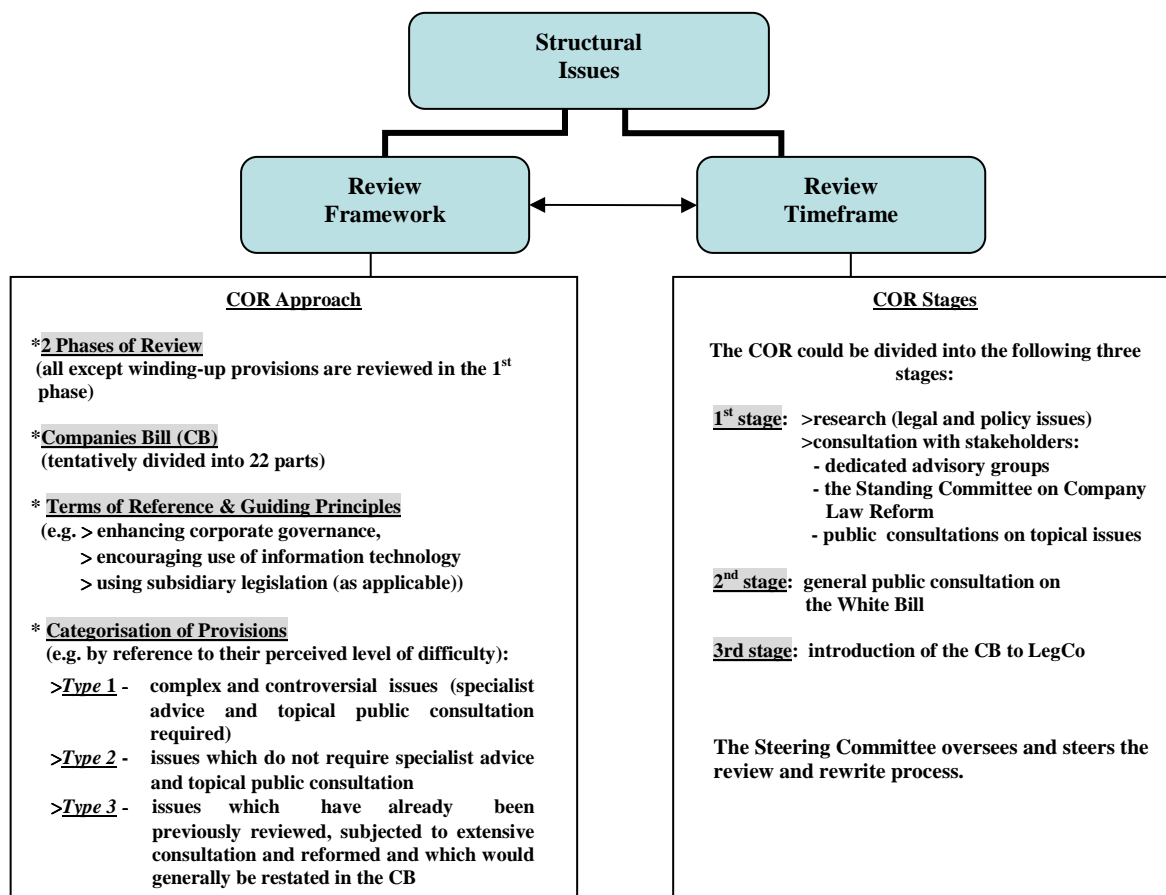 Structural
Issues
Review
Framework
Review
Timeframe
COR Approach
*2 Phases of Review
(all except winding-up provisions are reviewed in the 1st
phase)
*Companies Bill (CB)
(tentatively divided into 22 parts)
* Terms of Reference & Guiding Principles
(e.g. > enhancing corporate governance,
> encouraging use of information technology
> using subsidiary legislation (as applicable))
* Categorisation of Provisions
(e.g. by reference to their perceived level of difficulty):
>Type 1 - complex and controversial issues (specialist
advice and topical public consultation
required)
>Type 2 - issues which do not require specialist advice
and topical public consultation
>Type 3 - issues which have already been
previously reviewed, subjected to extensive
consultation and reformed and which would
generally be restated in the CB
COR Stages
The COR could be divided into the following three
stages:
1st stage: >research (legal and policy issues)
>consultation with stakeholders:
- dedicated advisory groups
- the Standing Committee on Company
Law Reform
- public consultations on topical issues
2nd stage: general public consultation on
the White Bill
3rd stage: introduction of the CB to LegCo
The Steering Committee oversees and steers the
review and rewrite process.